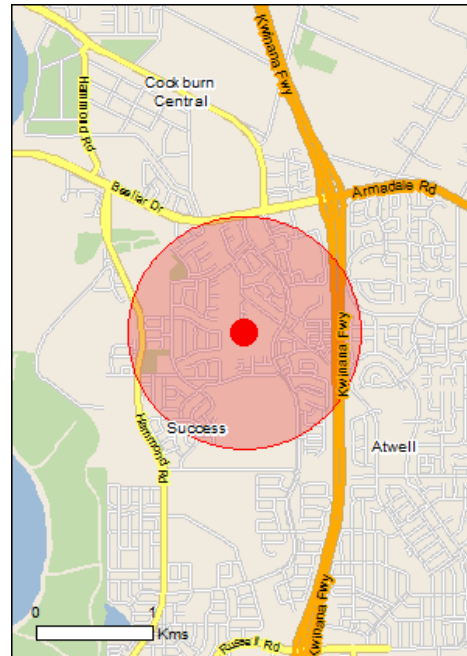 Kwinana Fwy
Cockburn
Central
Hammond Rd
Beeliar Dr
Armadale Rd
Kwinana Fwy
Success
Hammond Rd
Atwell
0
1
Kms
Russell Rd
Kwinana Fwy